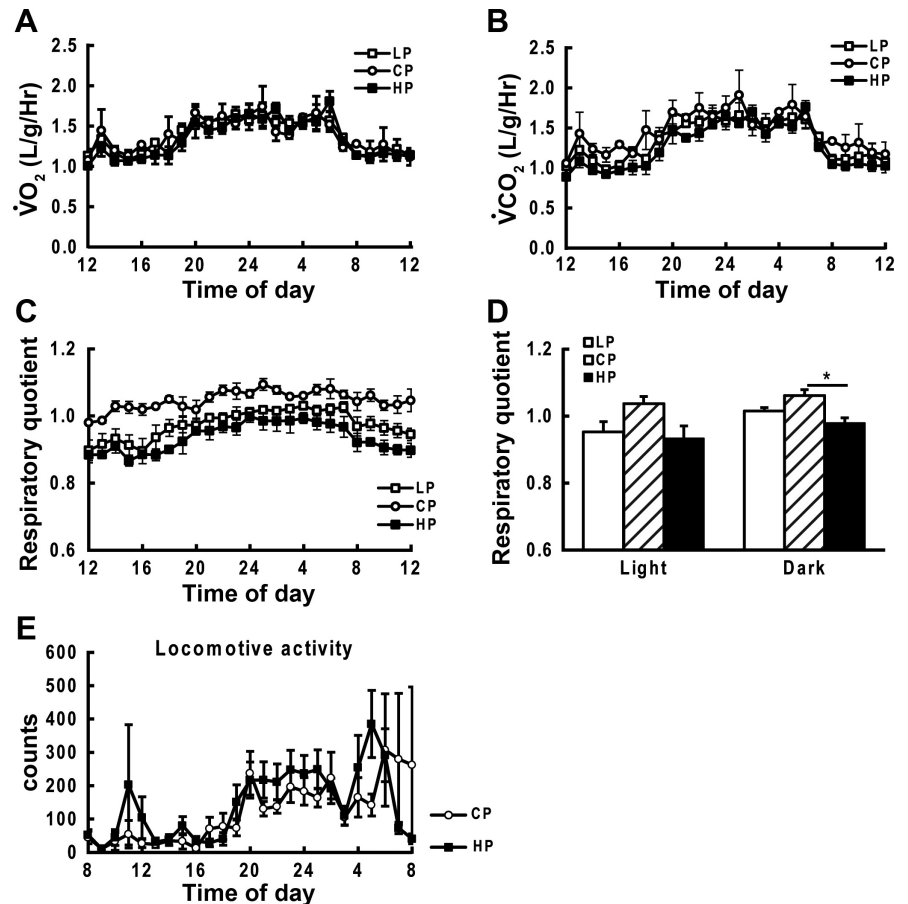 A
V̇O2 (L/g/Hr)
2.5
2.0
1.5
1.0
0.5
0.0
LP
CP
HP
12 16 20 24 4 8 12
Time of day
B
V̇CO2 (L/g/Hr)
2.5
2.0
1.5
1.0
0.5
0.0
LP
CP
HP
12 16 20 24 4 8 12
Time of day
C
Respiratory quotient
1.2
1.0
0.8
0.6
LP
CP
HP
12 16 20 24 4 8 12
Time of day
D
Respiratory quotient
1.2
1.0
0.8
0.6
LP
CP
HP
*
Light Dark
E
Locomotive activity
counts
600
500
400
300
200
100
0
CP
HP
8 12 16 20 24 4 8
Time of day